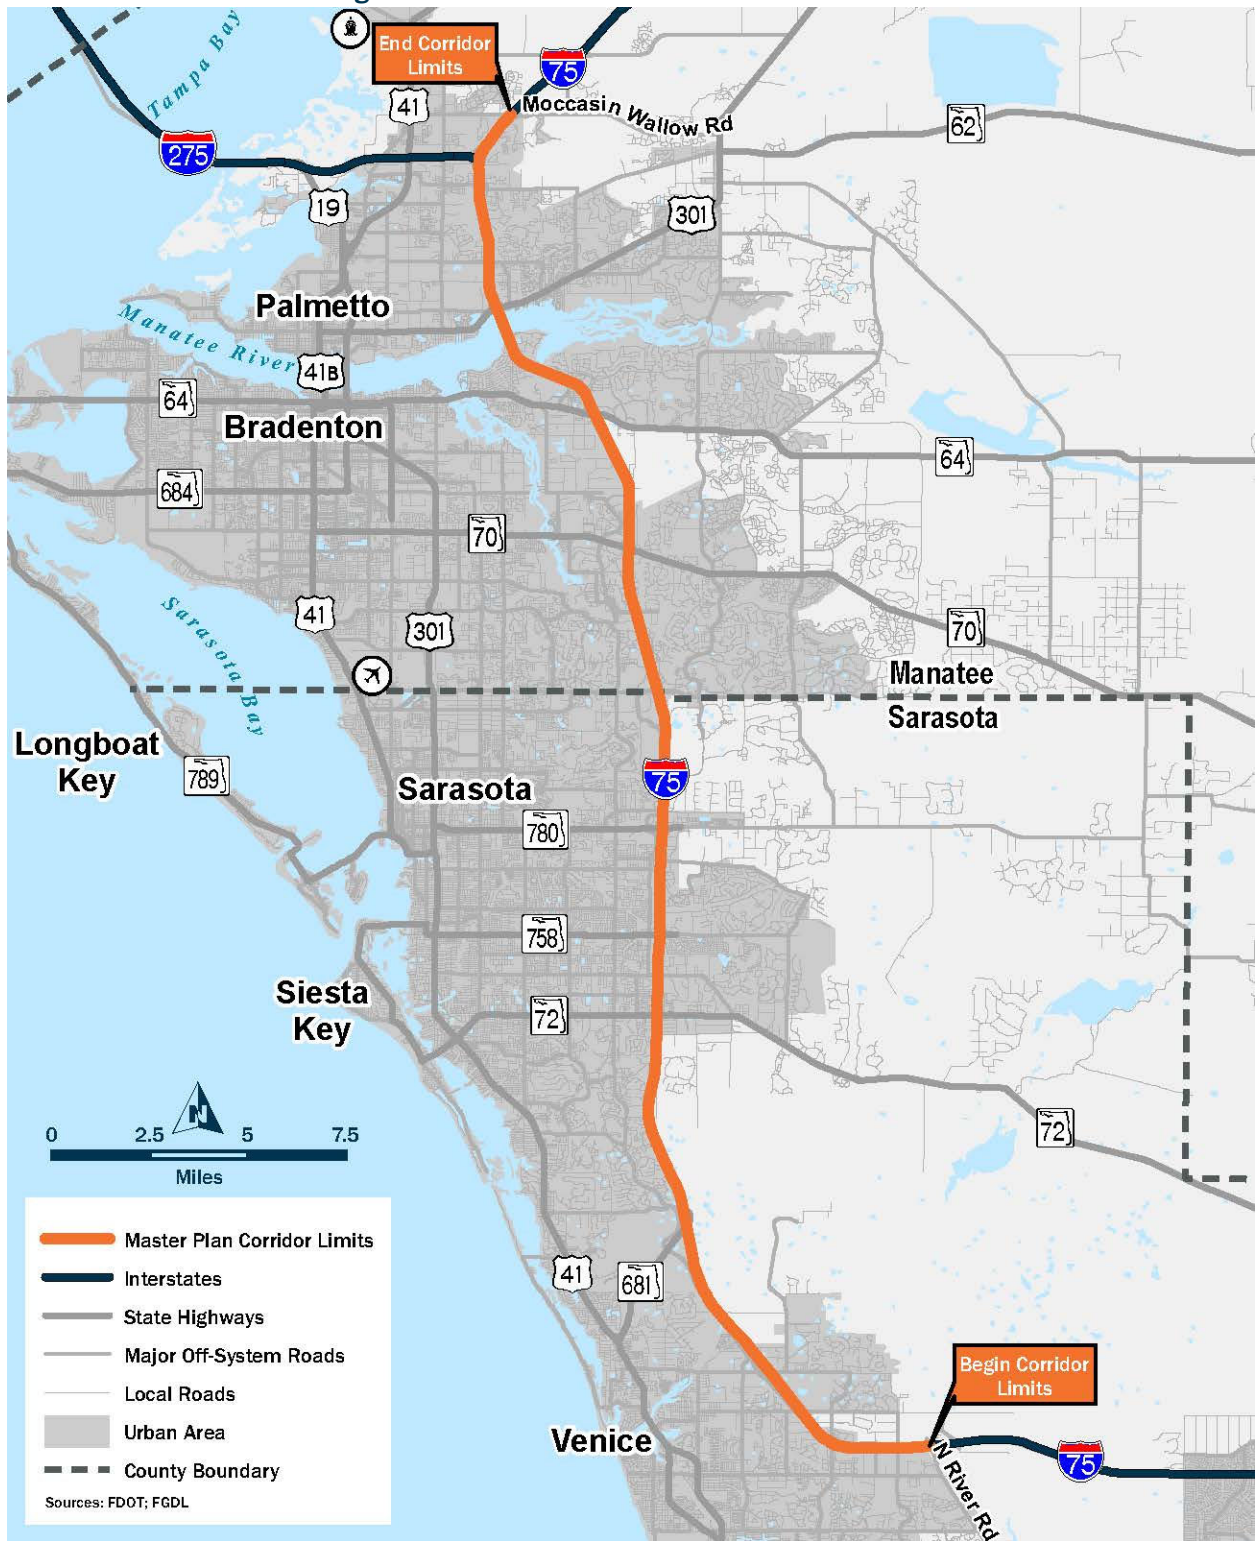 Tampa Bay
End Corridor
Limits
75
41
Moccasin Wallow Rd
62
275
19
301
Palmetto
Manatee River
41B
64
Bradenton
64
684
70
Sarasota Bay
41
301
70
Manatee
Sarasota
Longboat
Key
789
75
Sarasota
780
758
Siesta
Key
72
N
0 2.5 5 7.5
Miles
72
Master Plan Corridor Limits
Interstates
State Highways
Major Off-System Roads
Local Roads
Urban Area
County Boundary
Sources: FDOT; FGDL
41
681
Begin Corridor
Limits
Venice
75
N River Rd